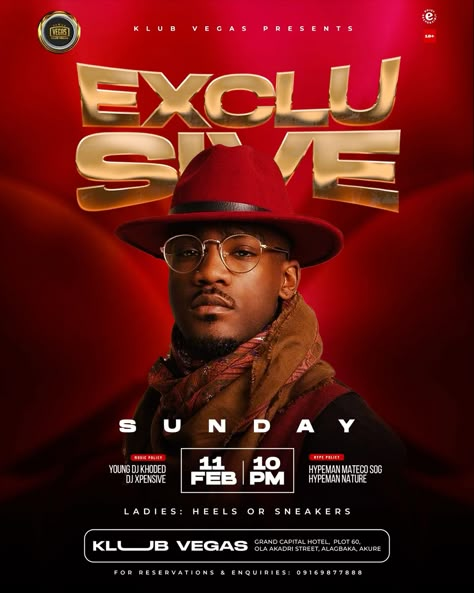 VEGAS
KLUB VEGAS PRESENTS
18+
EXCLU
SIVE
SUNDAY
MUSIC POLICY
YOUNG DJ KHODED
DJ XPENSIVE
11 FEB
10 PM
HYPE POLICY
HYPEMAN MATECO SOG
HYPEMAN NATURE
LADIES: HEELS OR SNEAKERS
KLUB VEGAS
GRAND CAPITAL HOTEL, PLOT 60,
OLA AKADRI STREET, ALAGBAKA, AKURE
FOR RESERVATIONS & ENQUIRIES: 09169877888